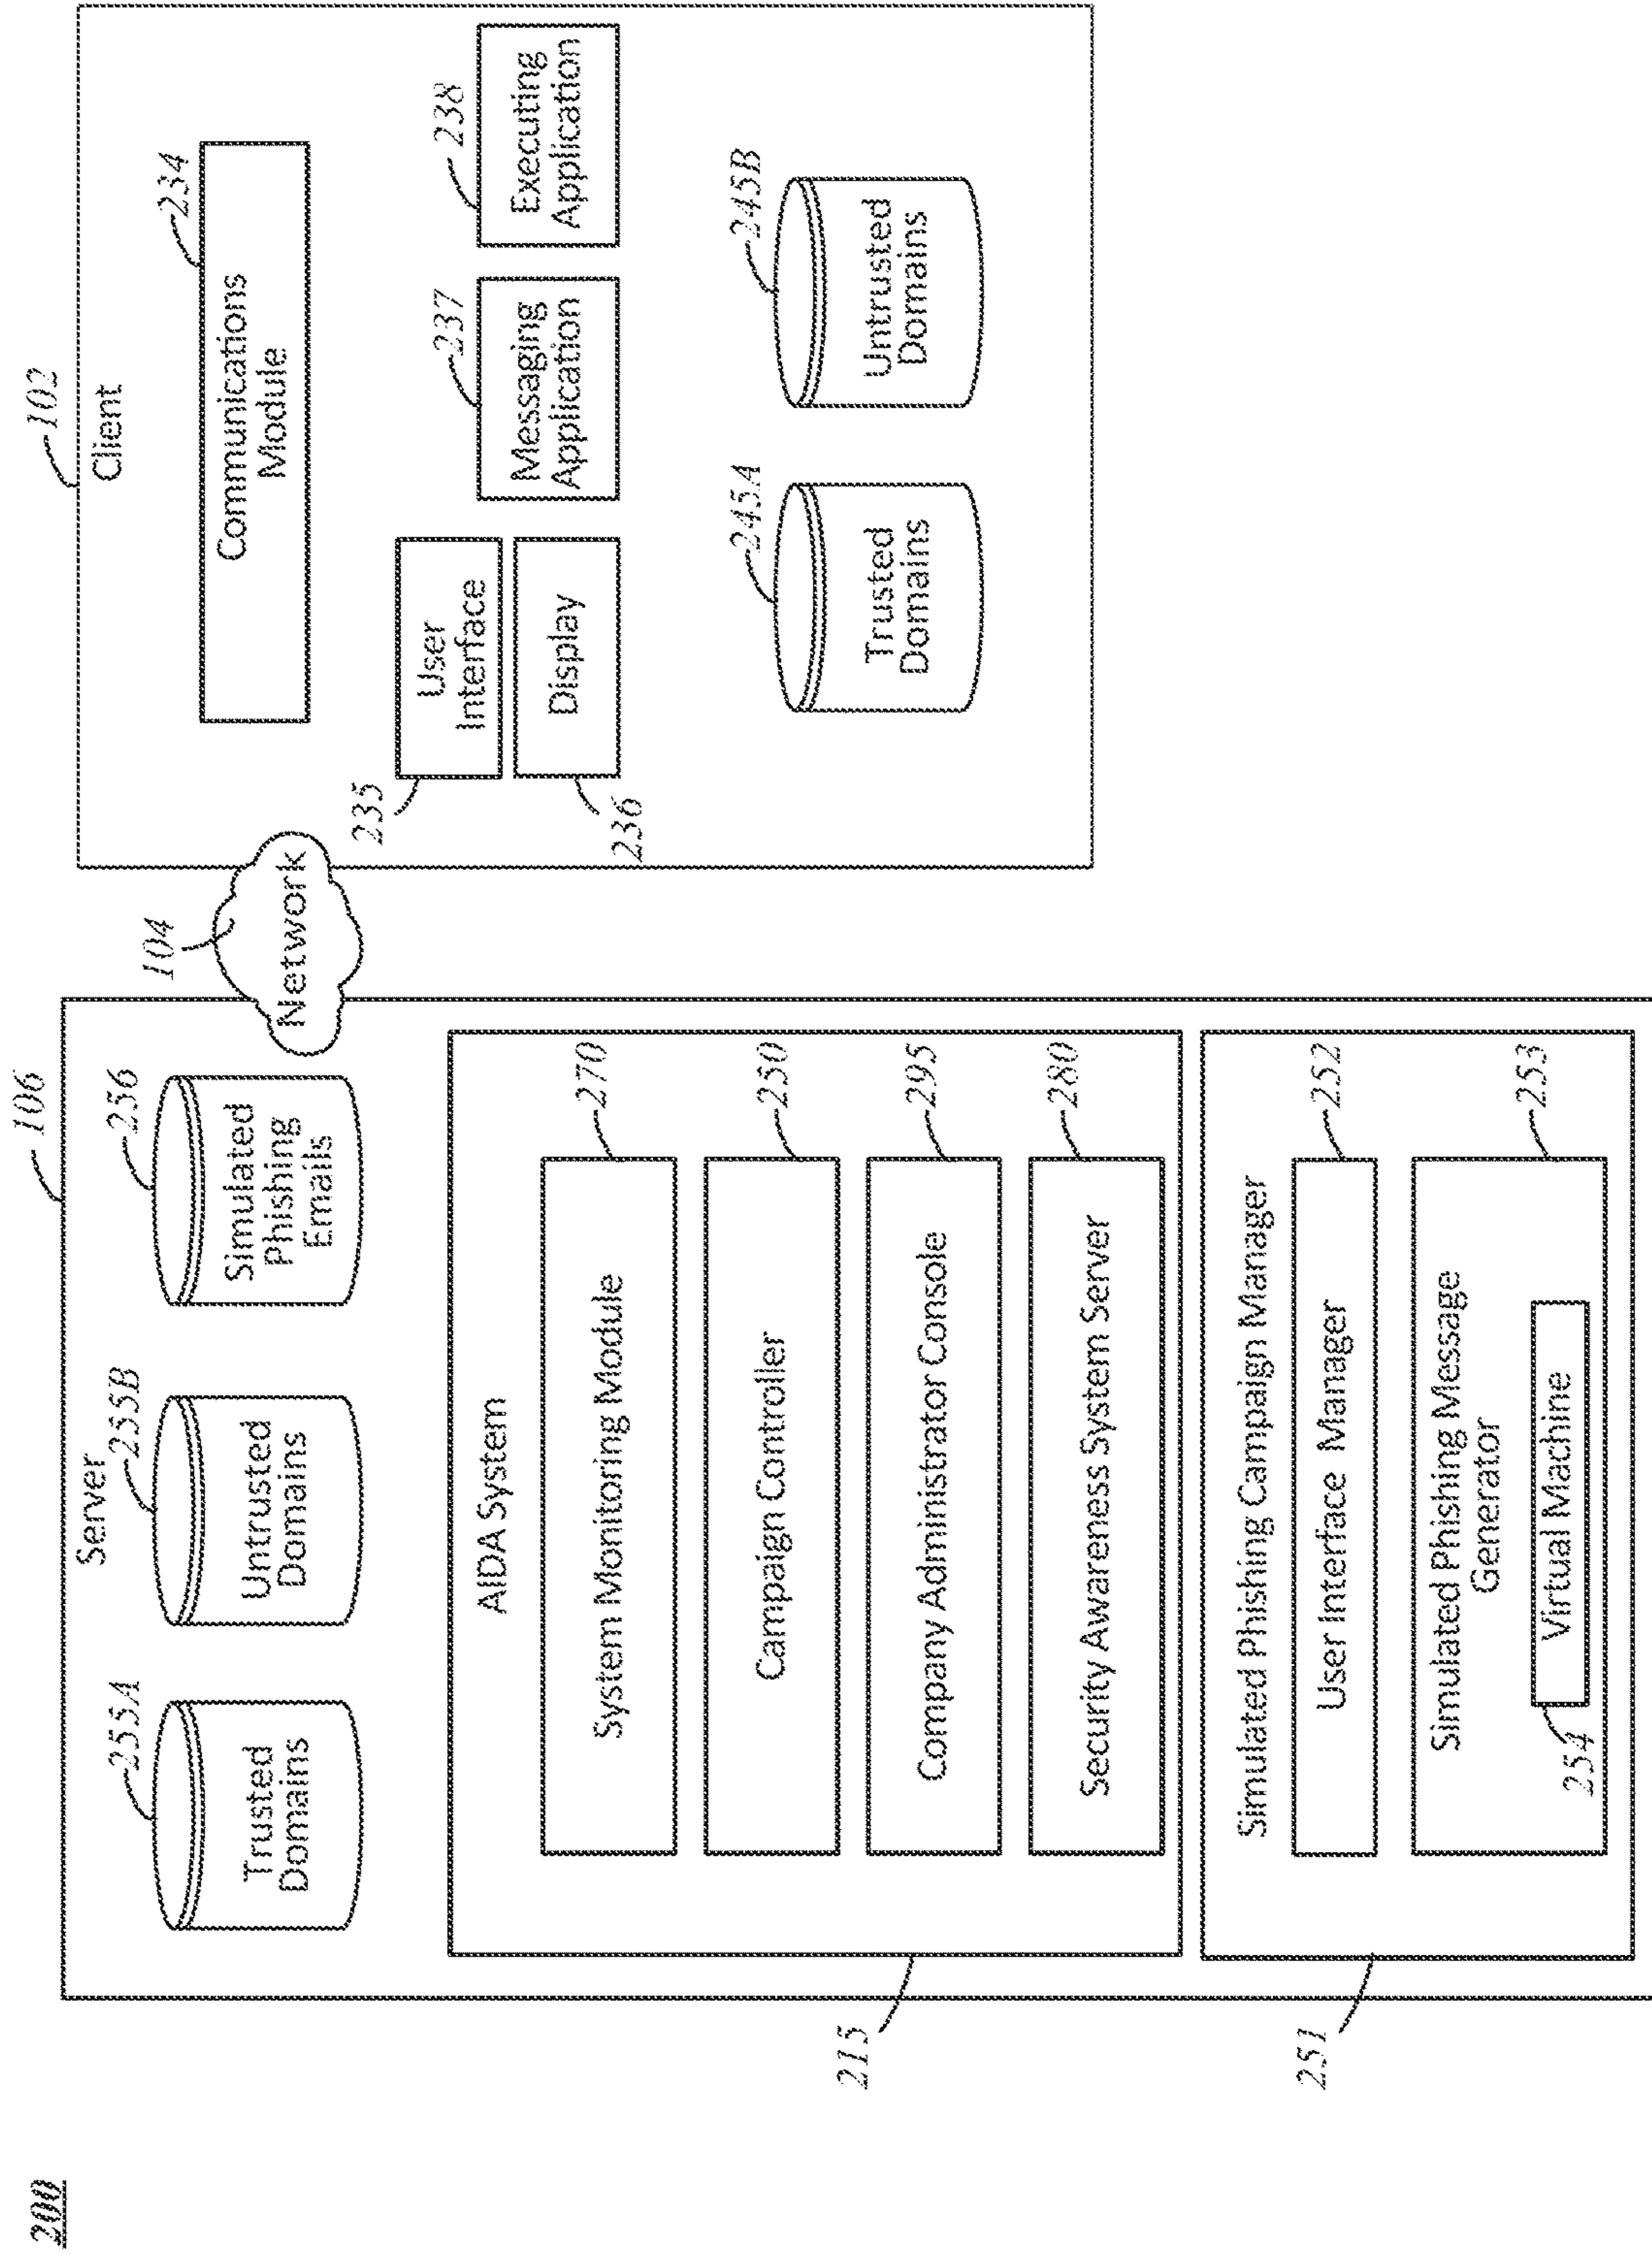 200
106
Server
255A
Trusted
Domains
255B
Untrusted
Domains
256
Simulated
Phishing
Emails
AIDA System
System Monitoring Module
270
Campaign Controller
250
Company Administrator Console
295
Security Awareness System Server
280
215
Simulated Phishing Campaign Manager
User Interface Manager
252
Simulated Phishing Message
Generator
253
Virtual Machine
254
251
104
Network
102
Client
Communications
Module
234
235
User
Interface
Display
236
Messaging
Application
237
Executing
Application
238
245A
Trusted
Domains
245B
Untrusted
Domains